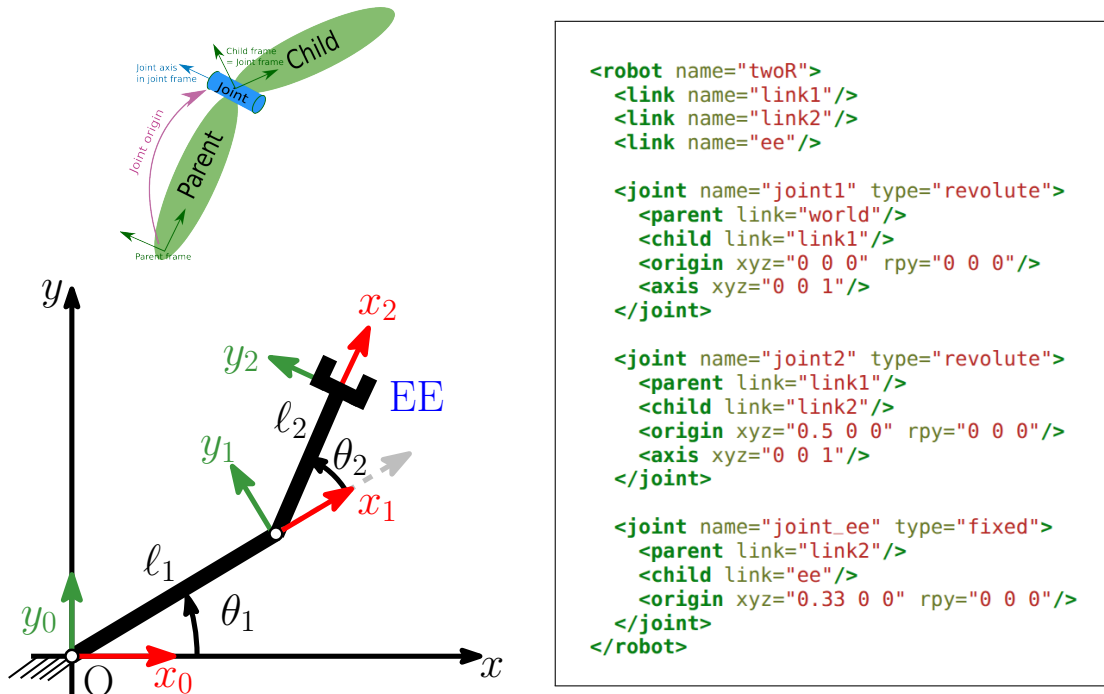 Child frame
= Joint frame
Child
Joint axis
in joint frame
Joint
Joint origin
Parent
Parent frame
y
x₂
y₂
EE
ℓ₂
y₁
θ₂
x₁
ℓ₁
y₀
θ₁
x
O
x₀
<robot name="twoR">
<link name="link1"/>
<link name="link2"/>
<link name="ee"/>
<joint name="joint1" type="revolute">
<parent link="world"/>
<child link="link1"/>
<origin xyz="0 0 0" rpy="0 0 0"/>
<axis xyz="0 0 1"/>
</joint>
<joint name="joint2" type="revolute">
<parent link="link1"/>
<child link="link2"/>
<origin xyz="0.5 0 0" rpy="0 0 0"/>
<axis xyz="0 0 1"/>
</joint>
<joint name="joint_ee" type="fixed">
<parent link="link2"/>
<child link="ee"/>
<origin xyz="0.33 0 0" rpy="0 0 0"/>
</joint>
</robot>